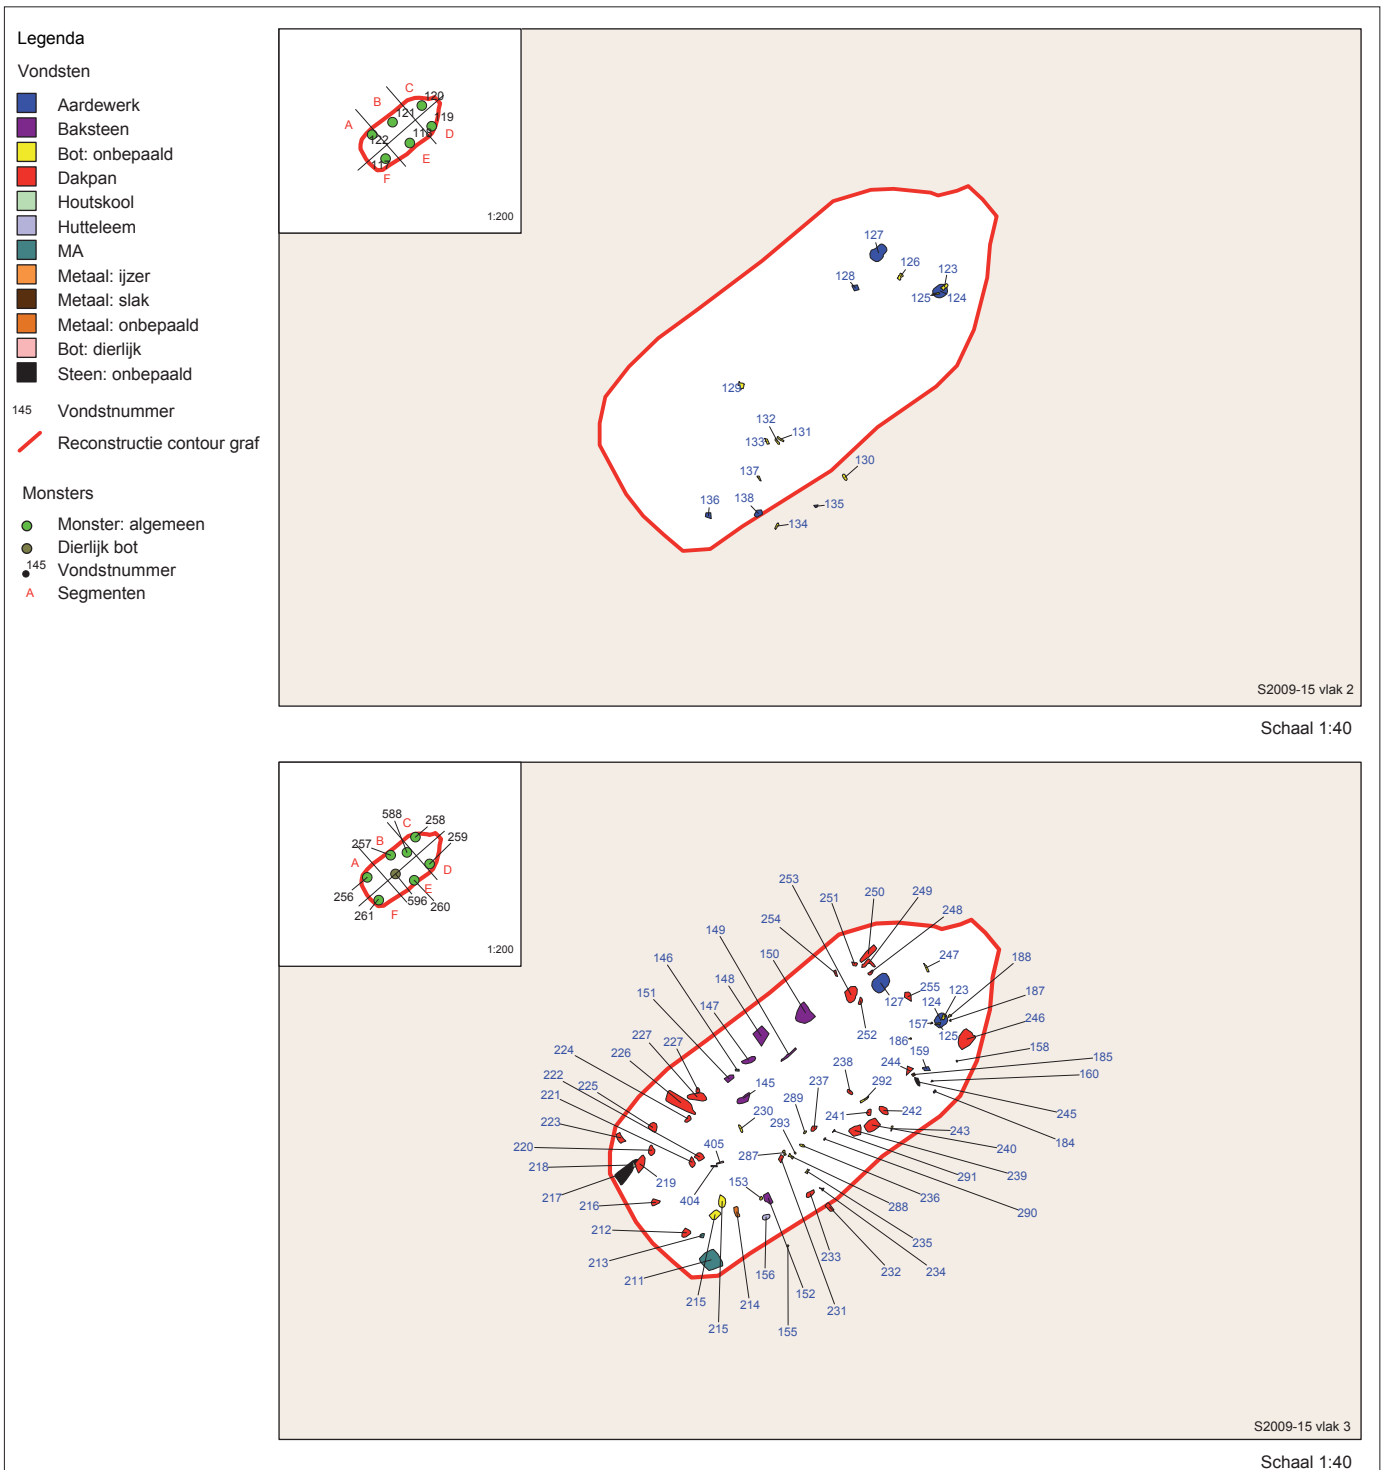 Legenda
Vondsten
Aardewerk
Baksteen
Bot: onbepaald
Dakpan
Houtskool
Hutteleem
MA
Metaal: ijzer
Metaal: slak
Metaal: onbepaald
Bot: dierlijk
Steen: onbepaald
145 Vondstnummer
Reconstructie contour graf
Monsters
Monster: algemeen
Dierlijk bot
145 Vondstnummer
A Segmenten
C
120
B
121
119
A
122
118
D
117
E
F
1:200
127
126
123
128
125
124
129
132
131
133
130
137
136
138
135
134
S2009-15 vlak 2
Schaal 1:40
588
C
258
257
B
259
A
D
256
E
596
260
261
F
1:200
253
251
250
249
254
248
149
247
188
146
150
148
255
124
123
187
151
147
127
157
246
227
227
252
125
224
226
186
159
158
222
238
244
185
225
145
237
292
160
221
289
241
242
245
223
230
293
243
184
220
405
240
218
287
239
219
291
217
404
236
153
288
290
216
212
235
213
233
234
211
156
232
215
214
152
231
215
155
S2009-15 vlak 3
Schaal 1:40